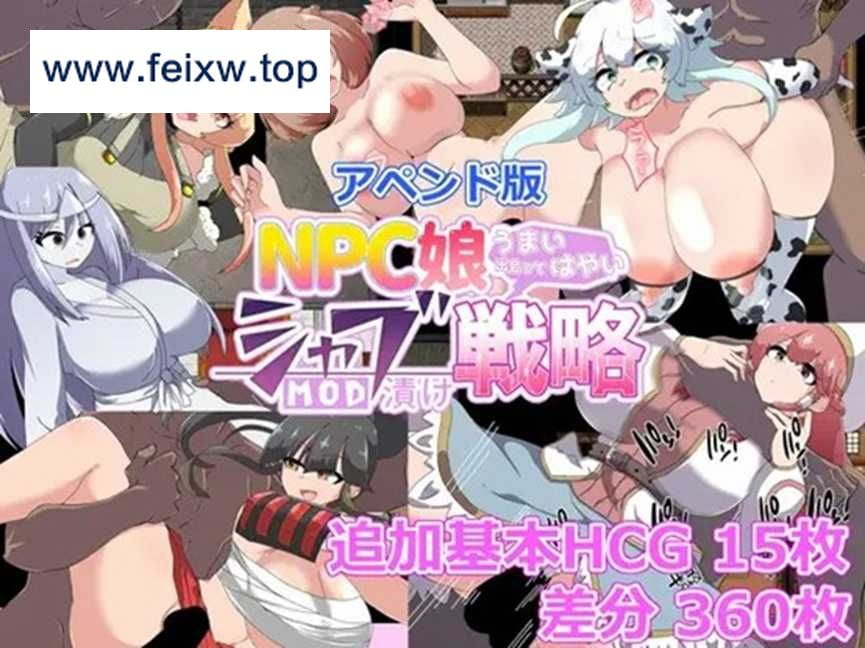 www.feixw.top
アペンド版
NPC娘
うまい
はやい
シャブ
MOD
漬け
戦略
追加基本HCG 15枚
差分 360枚